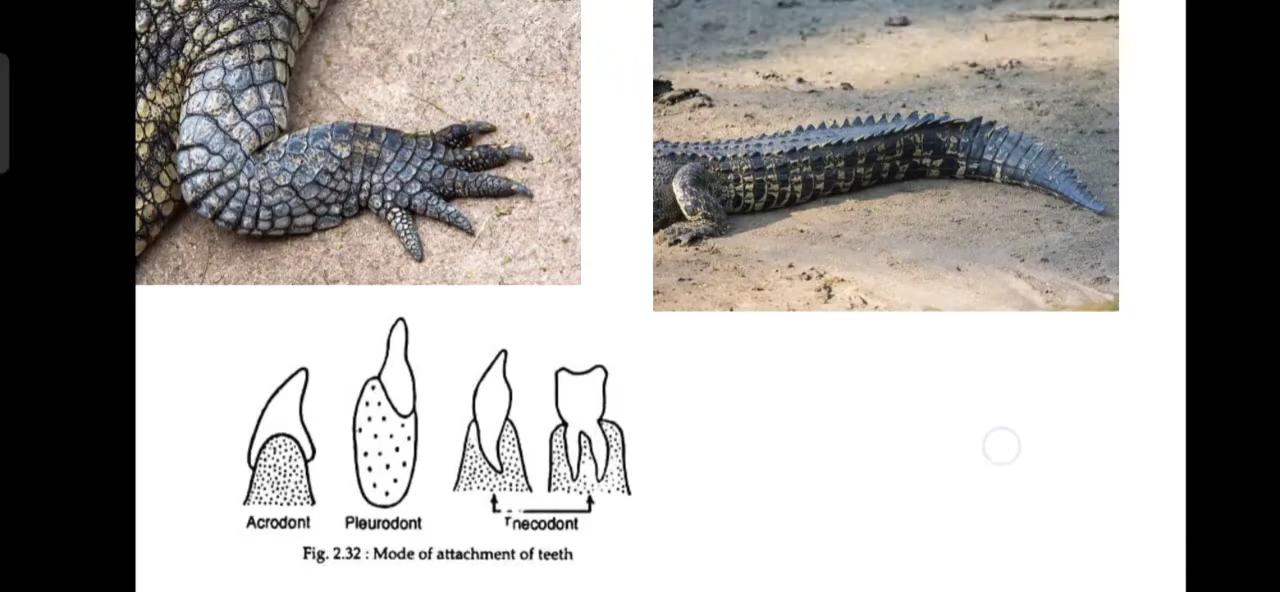 Acrodont Pleurodont Thecodont
Fig. 2.32 : Mode of attachment of teeth